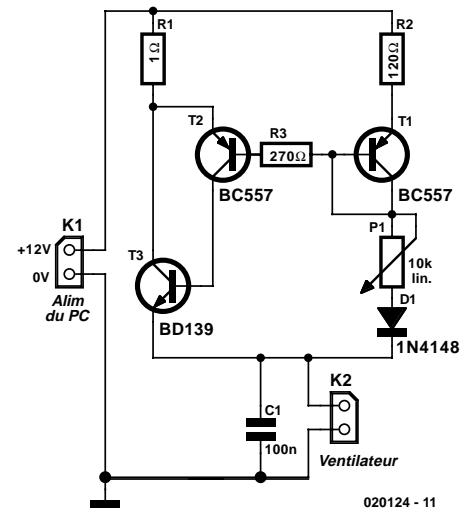 R1
1Ω
R2
120Ω
T2
R3
270Ω
T1
BC557
BC557
K1
+12V
0V
Alim
du PC
T3
BD139
P1
10k
lin.
D1
1N4148
K2
C1
100n
Ventilateur
020124 - 11